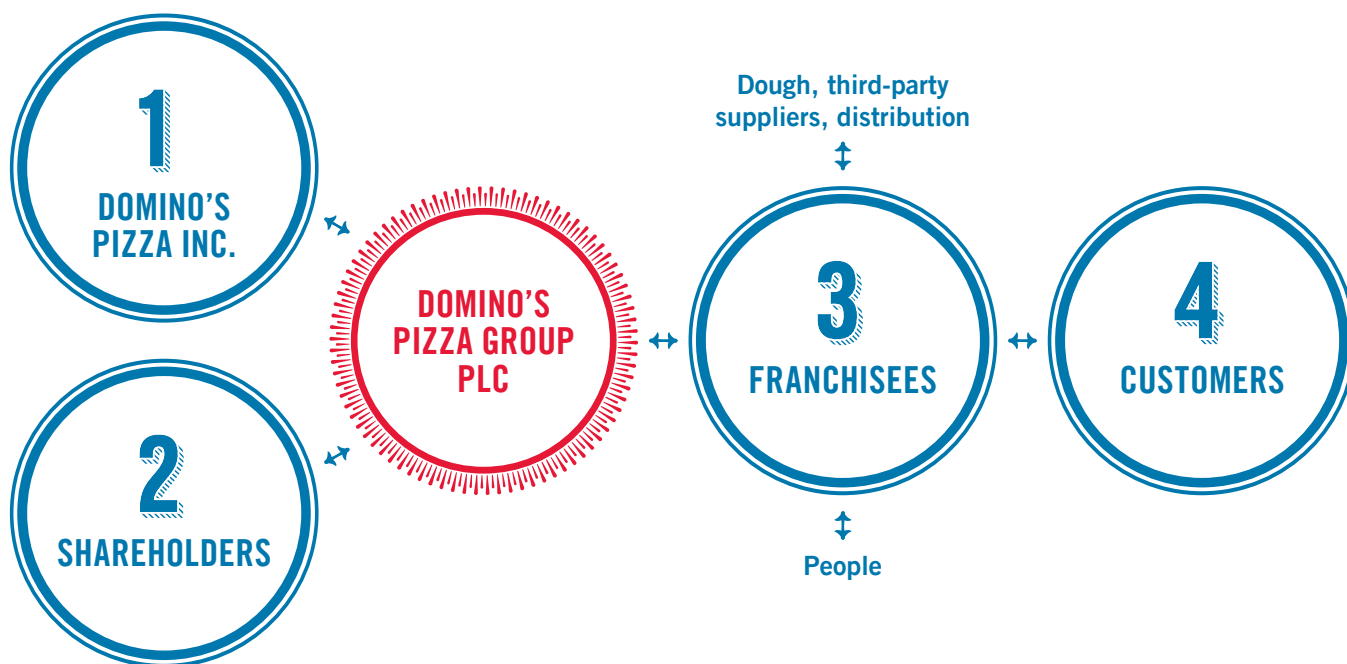 1
DOMINO’S
PIZZA INC.
2
SHAREHOLDERS
DOMINO’S
PIZZA GROUP
PLC
Dough, third-party
suppliers, distribution
3
FRANCHISEES
People
4
CUSTOMERS